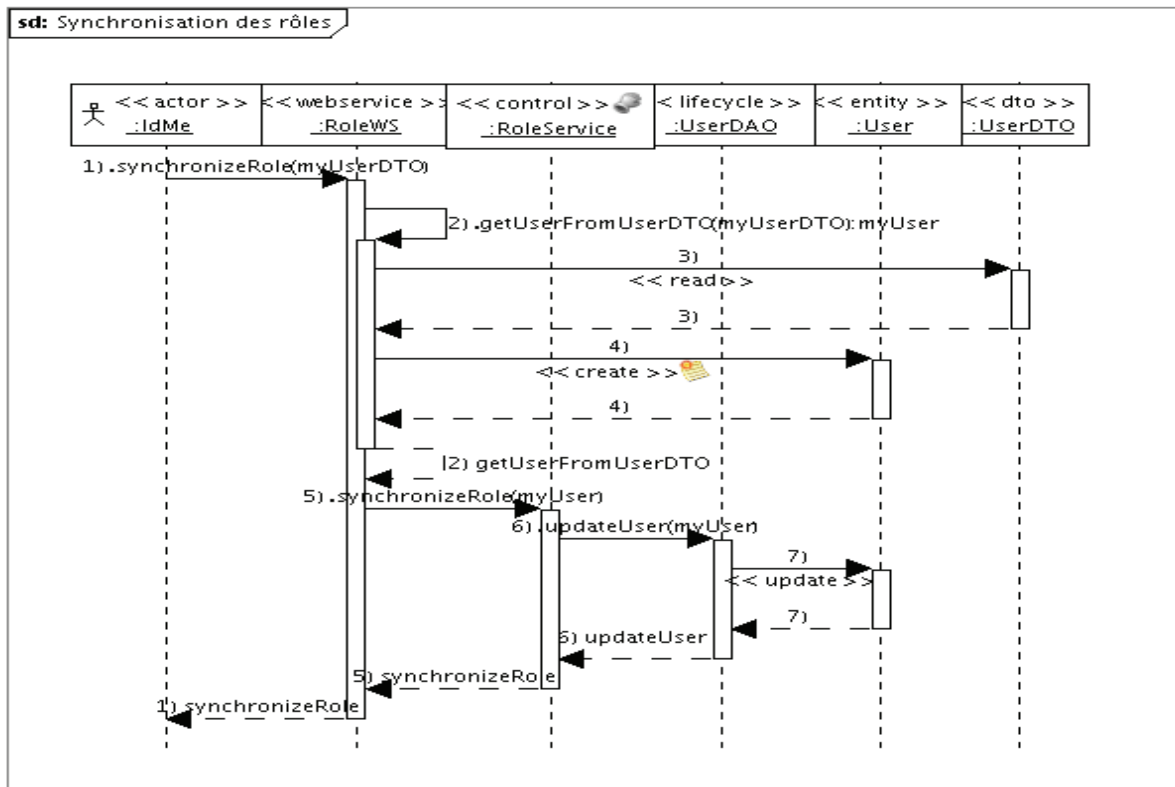 sd: Synchronisation des rôles
<< actor >> << webservice >> << control >> < lifecycle >> << entity >> << dto >>
:IdMe :RoleWS :RoleService :UserDAO :User :UserDTO
1).synchronizeRole(myUserDTO)
2).getUserFromUserDTO(myUserDTO):myUser
3)
<< read >>
3)
4)
<< create >>
4)
2) getUserFromUserDTO
5).synchronizeRole(myUser)
6).updateUser(myUser)
7)
<< update >>
7)
6) updateUser
5) synchronizeRole
1) synchronizeRole